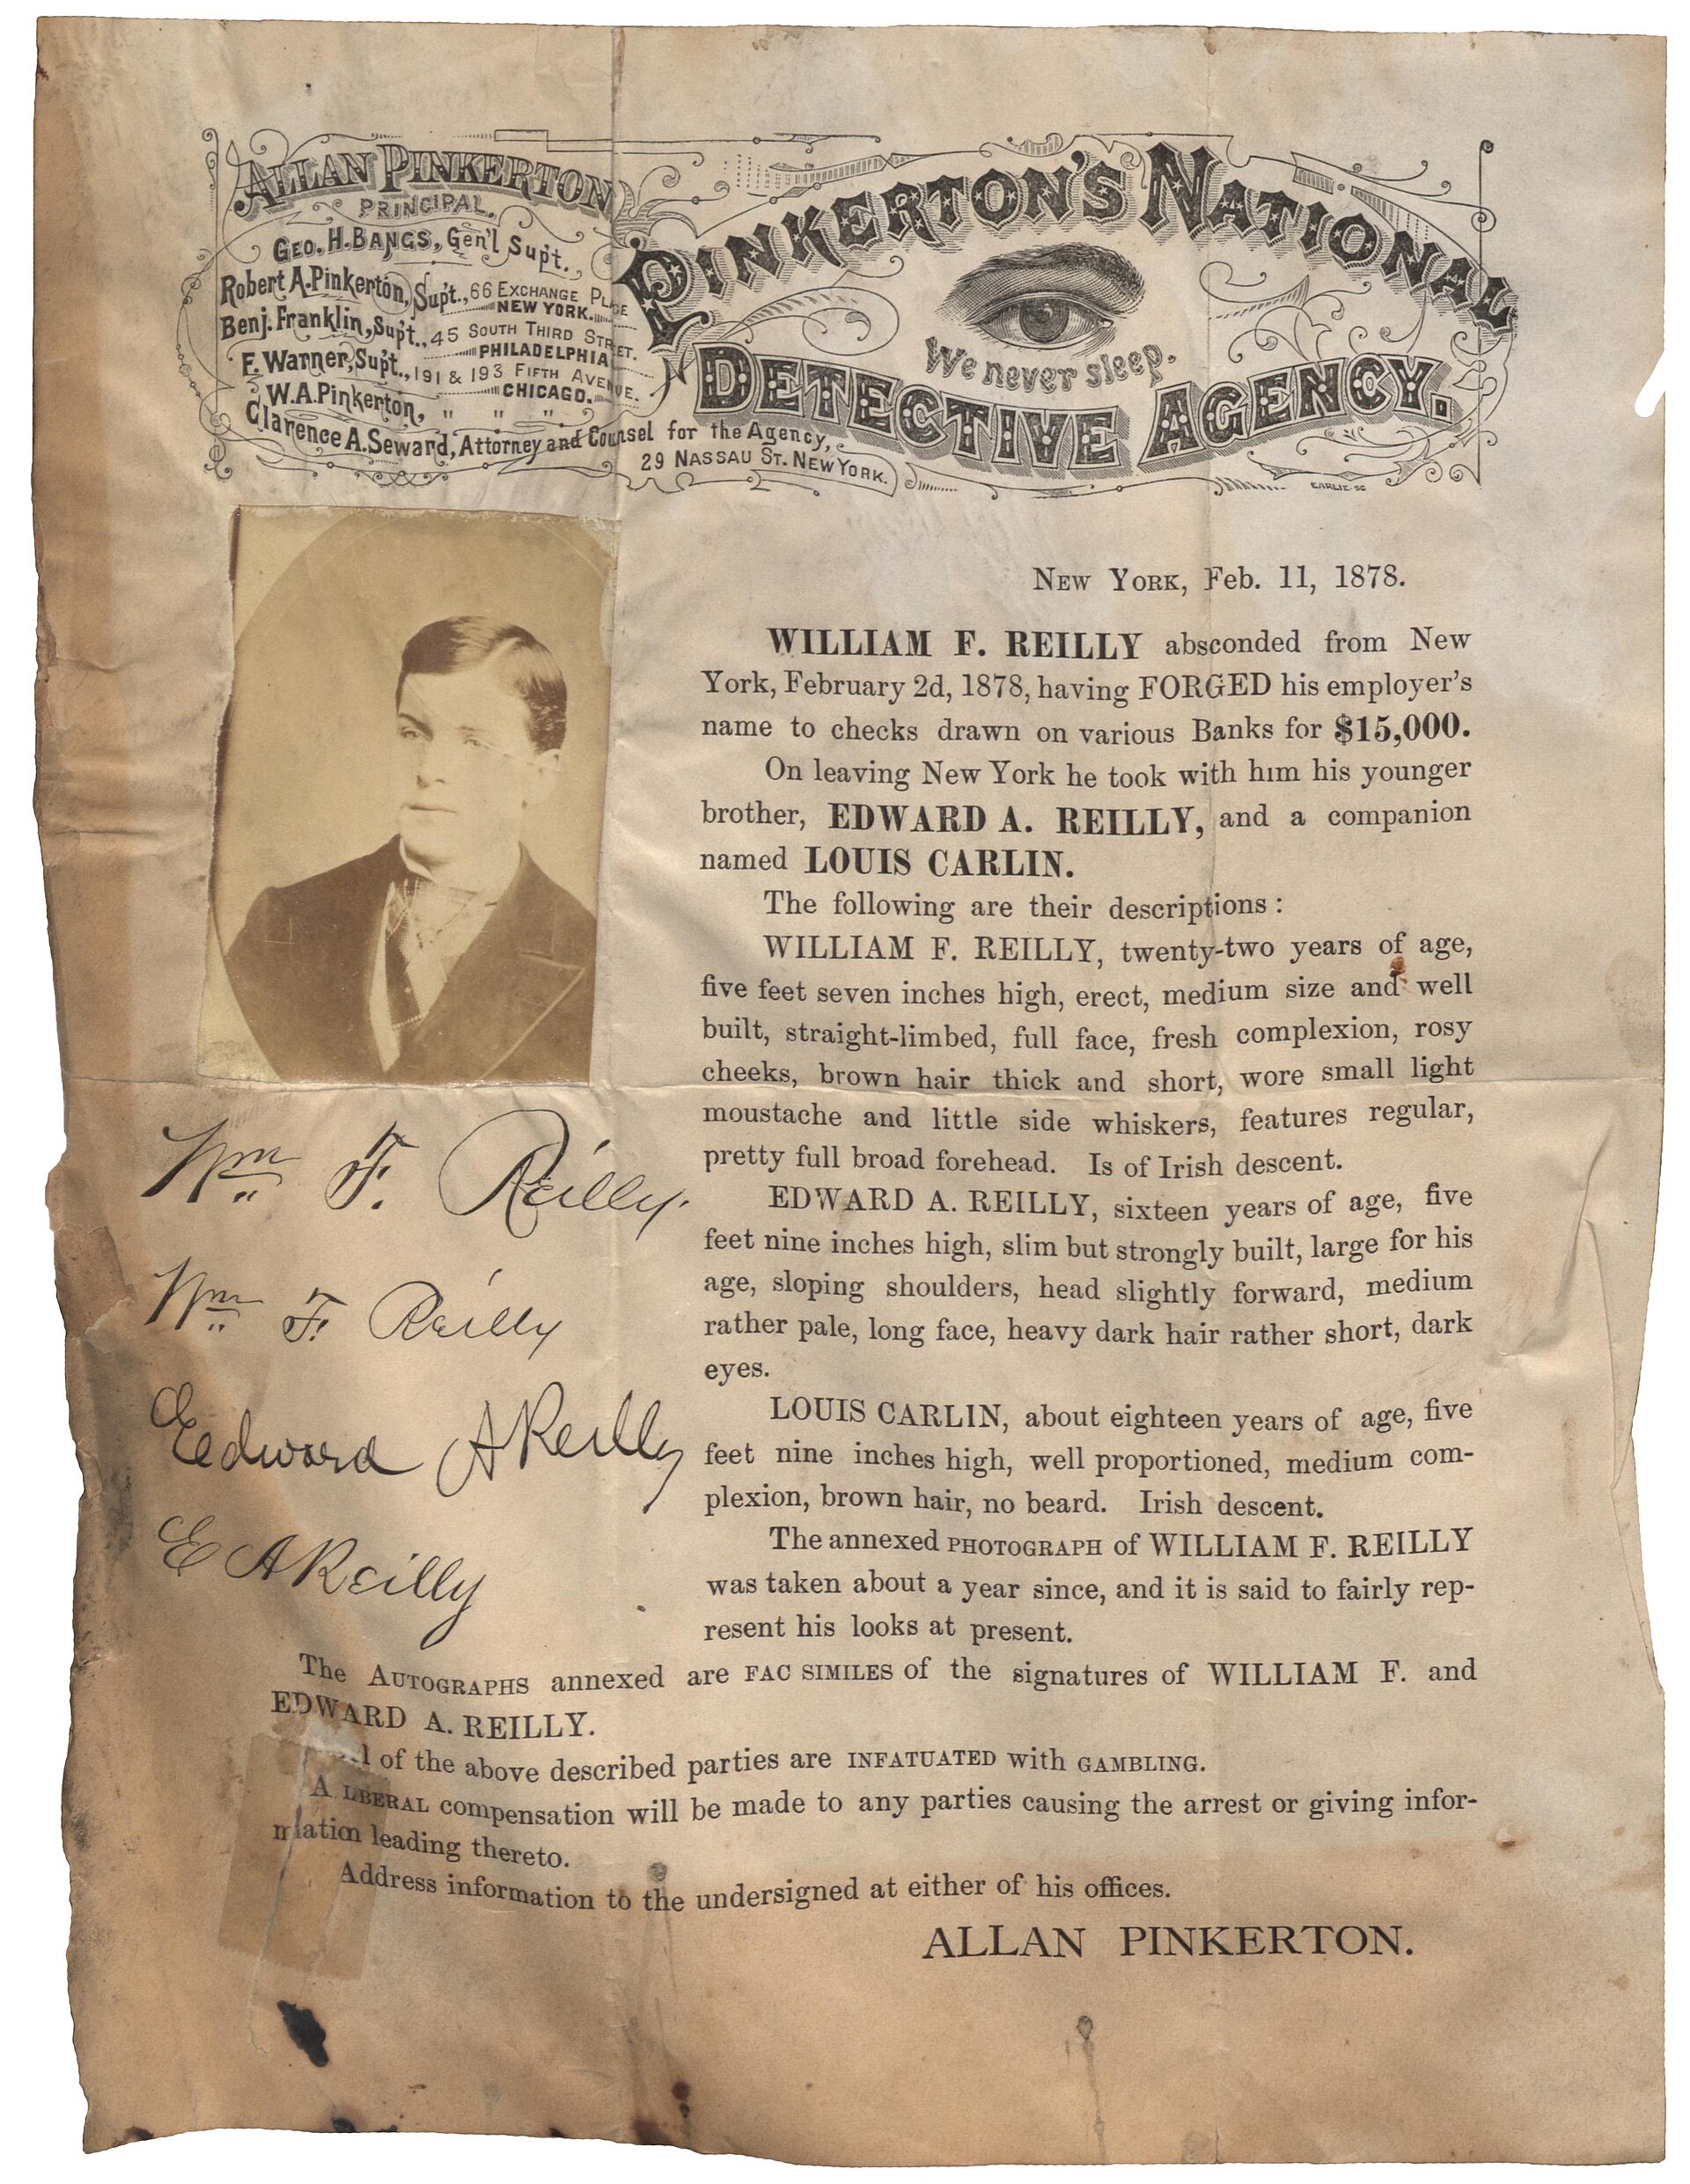 ALLAN PINKERTON
PRINCIPAL.
GEO. H. BANGS, Gen'l Supt.
Robert A. Pinkerton, Supt., 66 EXCHANGE PLACE
NEW YORK.
Benj. Franklin, Supt., 45 SOUTH THIRD STREET.
PHILADELPHIA
F. Warner, Supt., 191 & 193 FIFTH AVENUE.
CHICAGO.
W.A. Pinkerton, " " "
Clarence A. Seward, Attorney and Counsel for the Agency,
29 NASSAU ST. NEW YORK.
PINKERTON'S NATIONAL
We never sleep.
DETECTIVE AGENCY.
NEW YORK, Feb. 11, 1878.
WILLIAM F. REILLY absconded from New
York, February 2d, 1878, having FORGED his employer's
name to checks drawn on various Banks for $15,000.
On leaving New York he took with him his younger
brother, EDWARD A. REILLY, and a companion
named LOUIS CARLIN.
The following are their descriptions :
WILLIAM F. REILLY, twenty-two years of age,
five feet seven inches high, erect, medium size and well
built, straight-limbed, full face, fresh complexion, rosy
cheeks, brown hair thick and short, wore small light
moustache and little side whiskers, features regular,
pretty full broad forehead. Is of Irish descent.
EDWARD A. REILLY, sixteen years of age, five
feet nine inches high, slim but strongly built, large for his
age, sloping shoulders, head slightly forward, medium
rather pale, long face, heavy dark hair rather short, dark
eyes.
LOUIS CARLIN, about eighteen years of age, five
feet nine inches high, well proportioned, medium com-
plexion, brown hair, no beard. Irish descent.
The annexed PHOTOGRAPH of WILLIAM F. REILLY
was taken about a year since, and it is said to fairly rep-
resent his looks at present.
Wm F. Reilly.
Wm F. Reilly
Edward A Reilly
E A Reilly
The AUTOGRAPHS annexed are FAC SIMILES of the signatures of WILLIAM F. and
EDWARD A. REILLY.
of the above described parties are INFATUATED with GAMBLING.
A LIBERAL compensation will be made to any parties causing the arrest or giving infor-
mation leading thereto.
Address information to the undersigned at either of his offices.
ALLAN PINKERTON.